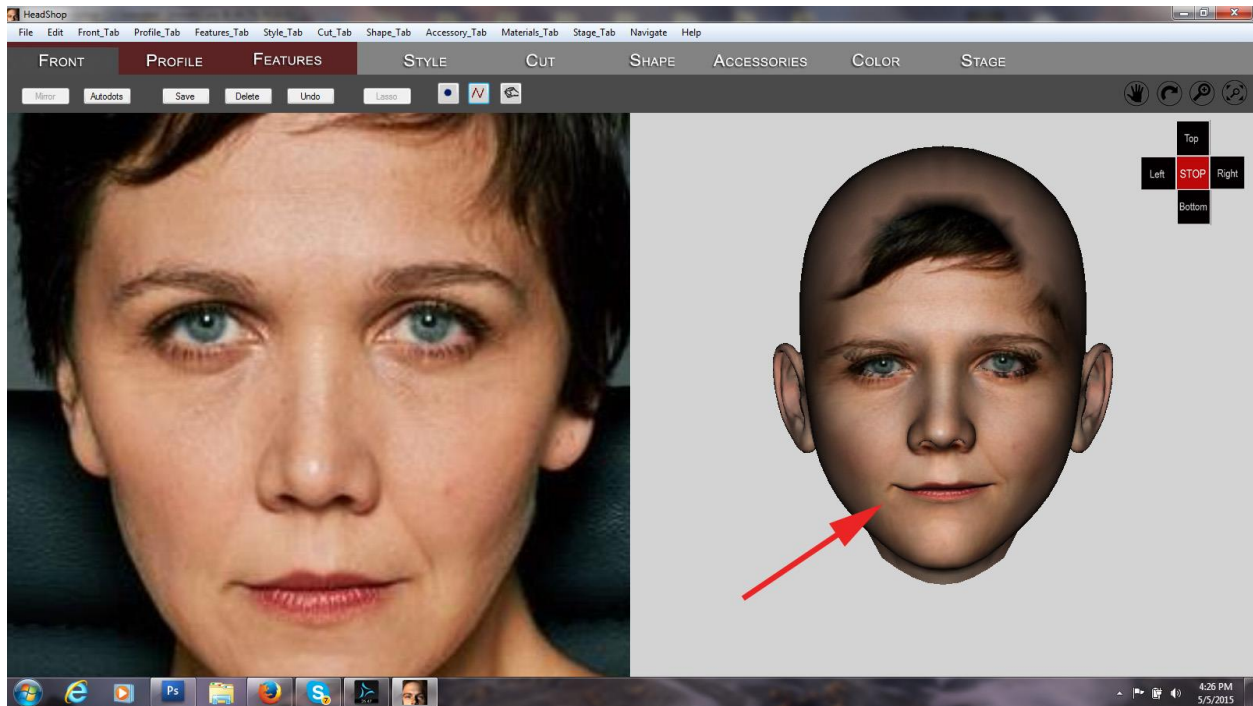 HeadShop
File Edit Front_Tab Profile_Tab Features_Tab Style_Tab Cut_Tab Shape_Tab Accessory_Tab Materials_Tab Stage_Tab Navigate Help
FRONT PROFILE FEATURES STYLE CUT SHAPE ACCESSORIES COLOR STAGE
Mirror Autodots Save Delete Undo Lasso
Top
Left STOP Right
Bottom
Ps
4:26 PM
5/5/2015